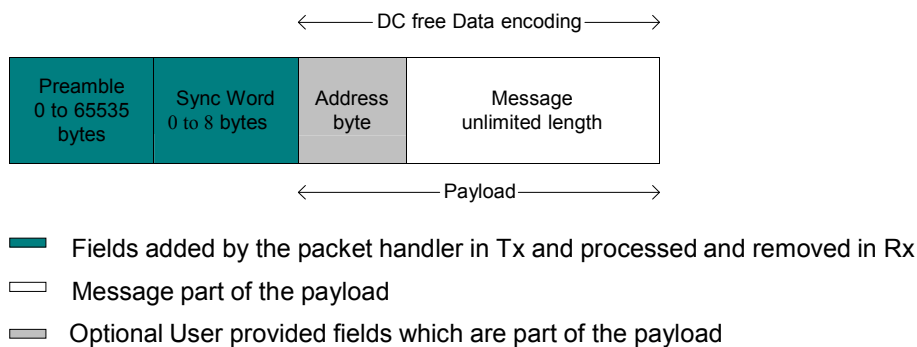 DC free Data encoding
Preamble
0 to 65535
bytes
Sync Word
0 to 8 bytes
Address
byte
Message
unlimited length
Payload
Fields added by the packet handler in Tx and processed and removed in Rx
Message part of the payload
Optional User provided fields which are part of the payload